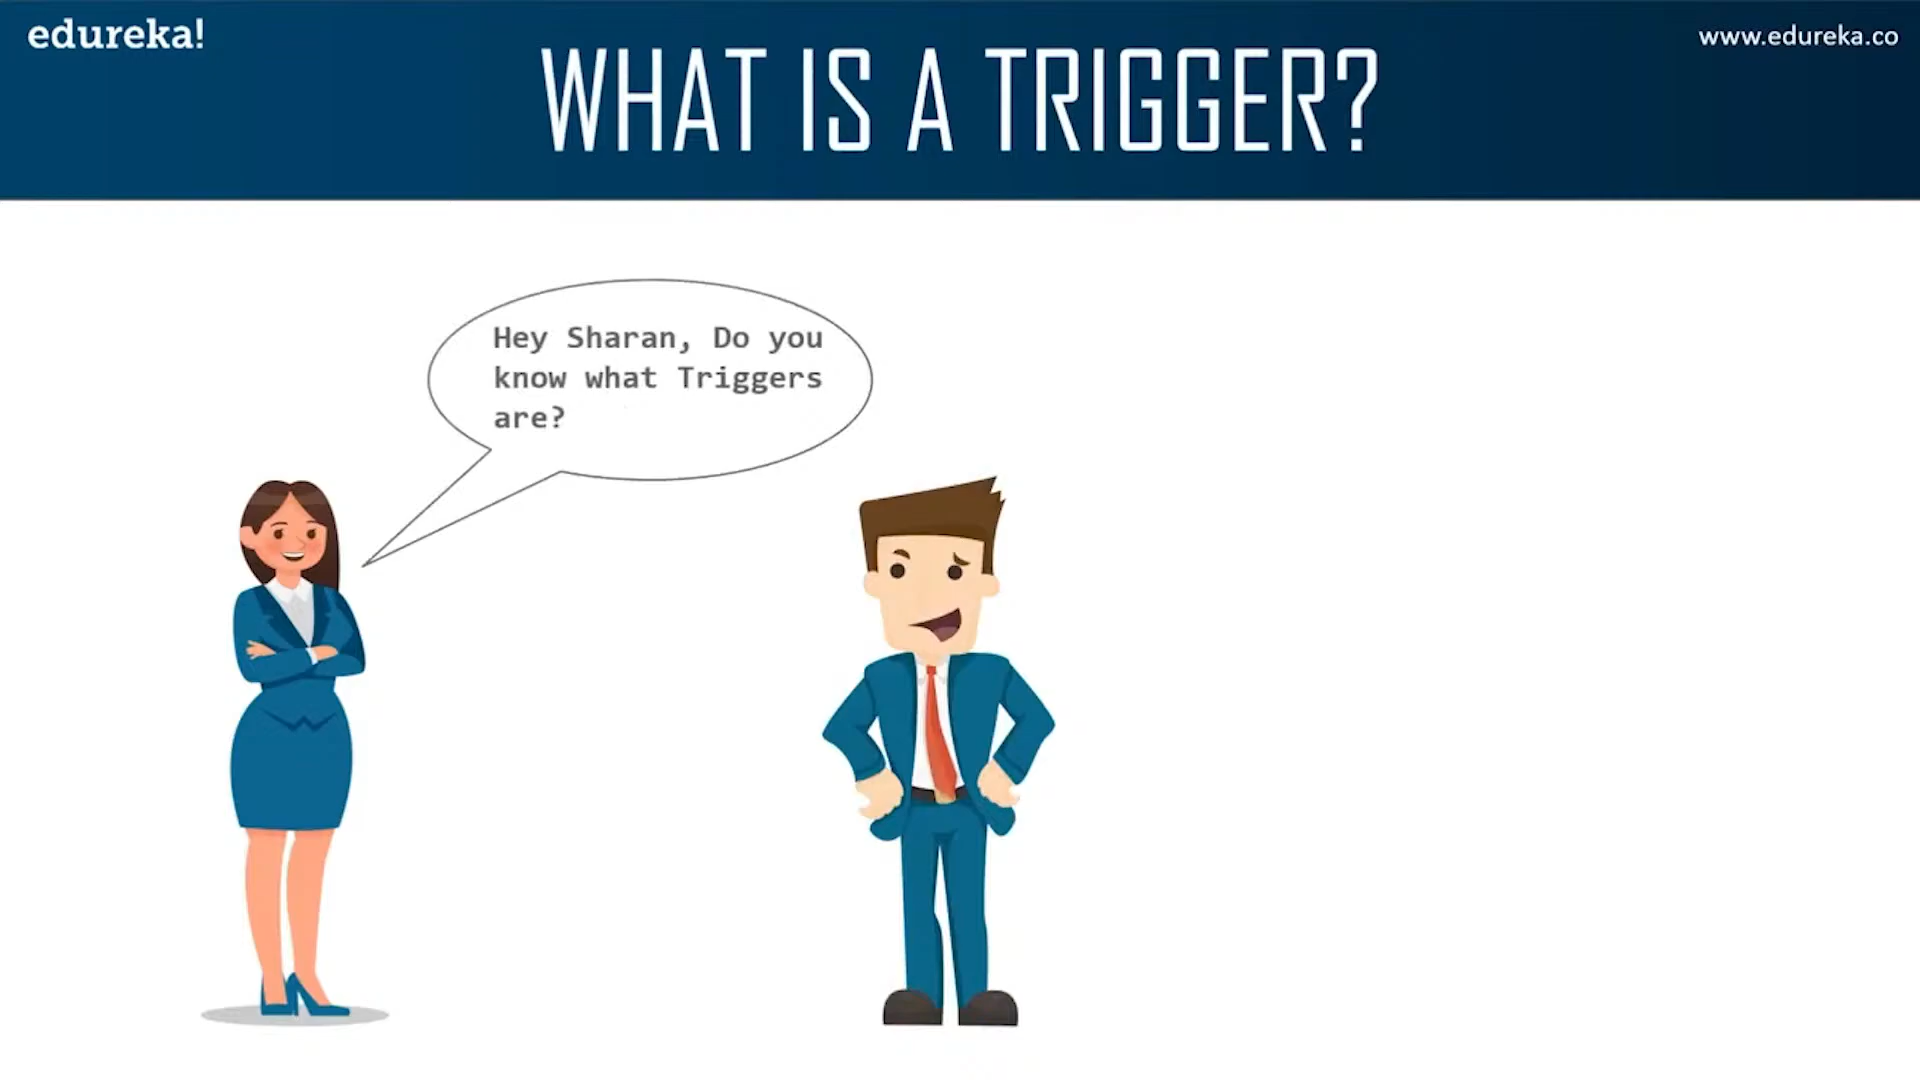 edureka!
www.edureka.co
WHAT IS A TRIGGER?
Hey Sharan, Do you
know what Triggers
are?